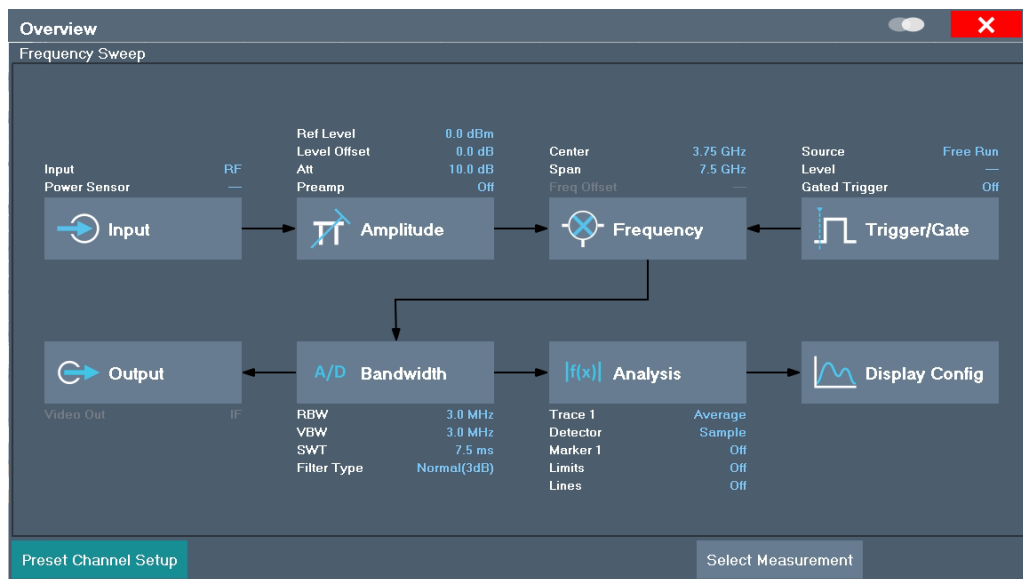 Overview
Frequency Sweep
Ref Level 0.0 dBm
Level Offset 0.0 dB
Att 10.0 dB
Preamp Off
Input RF
Power Sensor —
Center 3.75 GHz
Span 7.5 GHz
Freq Offset —
Source Free Run
Level —
Gated Trigger Off
Input
Amplitude
Frequency
Trigger/Gate
Output
A/D Bandwidth
|f(x)| Analysis
Display Config
Video Out IF
RBW 3.0 MHz
VBW 3.0 MHz
SWT 7.5 ms
Filter Type Normal(3dB)
Trace 1 Average
Detector Sample
Marker 1 Off
Limits Off
Lines Off
Preset Channel Setup
Select Measurement